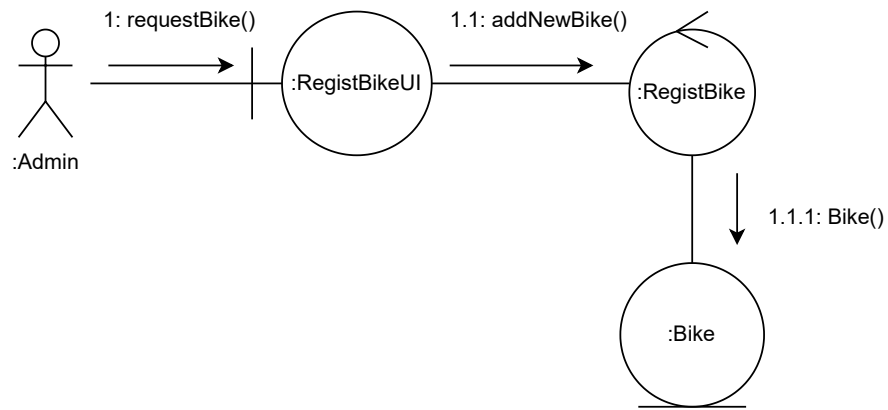 1: requestBike()
1.1: addNewBike()
:RegistBikeUI
:RegistBike
:Admin
1.1.1: Bike()
:Bike